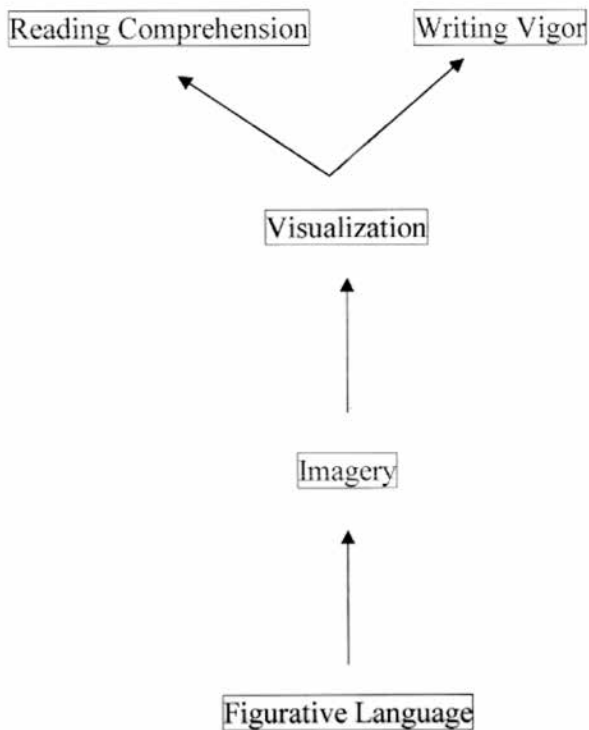 Reading Comprehension
Writing Vigor
Visualization
Imagery
Figurative Language